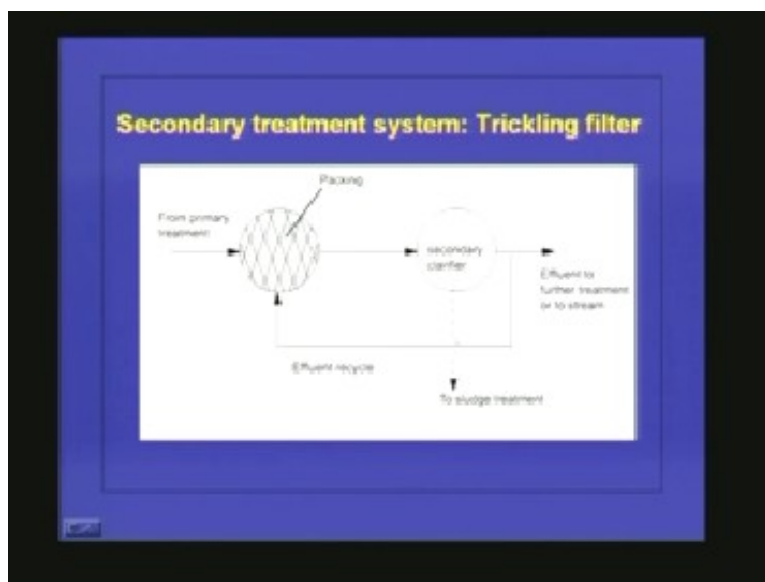 Secondary treatment system: Trickling filter
Packing
From primary
treatment
secondary
clarifier
Effluent to
further treatment
or to stream
Effluent recycle
To sludge treatment